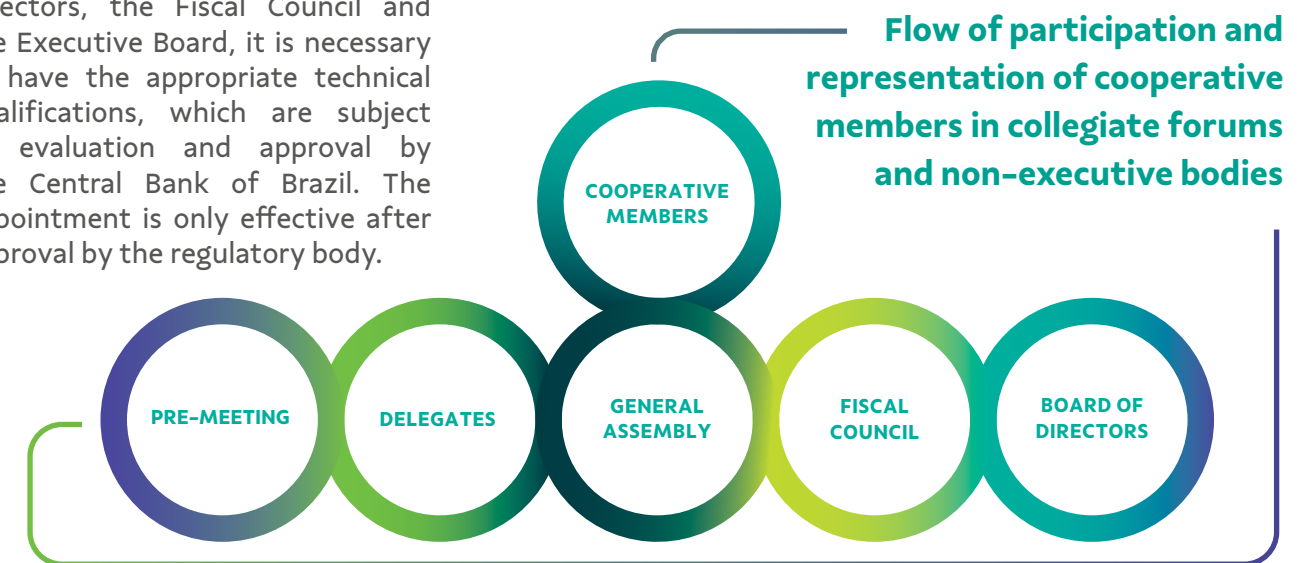 ectors, the Fiscal Council and
e Executive Board, it is necessary
have the appropriate technical
alifications, which are subject
evaluation and approval by
e Central Bank of Brazil. The
pointment is only effective after
proval by the regulatory body.
Flow of participation and
representation of cooperative
members in collegiate forums
and non-executive bodies
COOPERATIVE
MEMBERS
PRE-MEETING
DELEGATES
GENERAL
ASSEMBLY
FISCAL
COUNCIL
BOARD OF
DIRECTORS